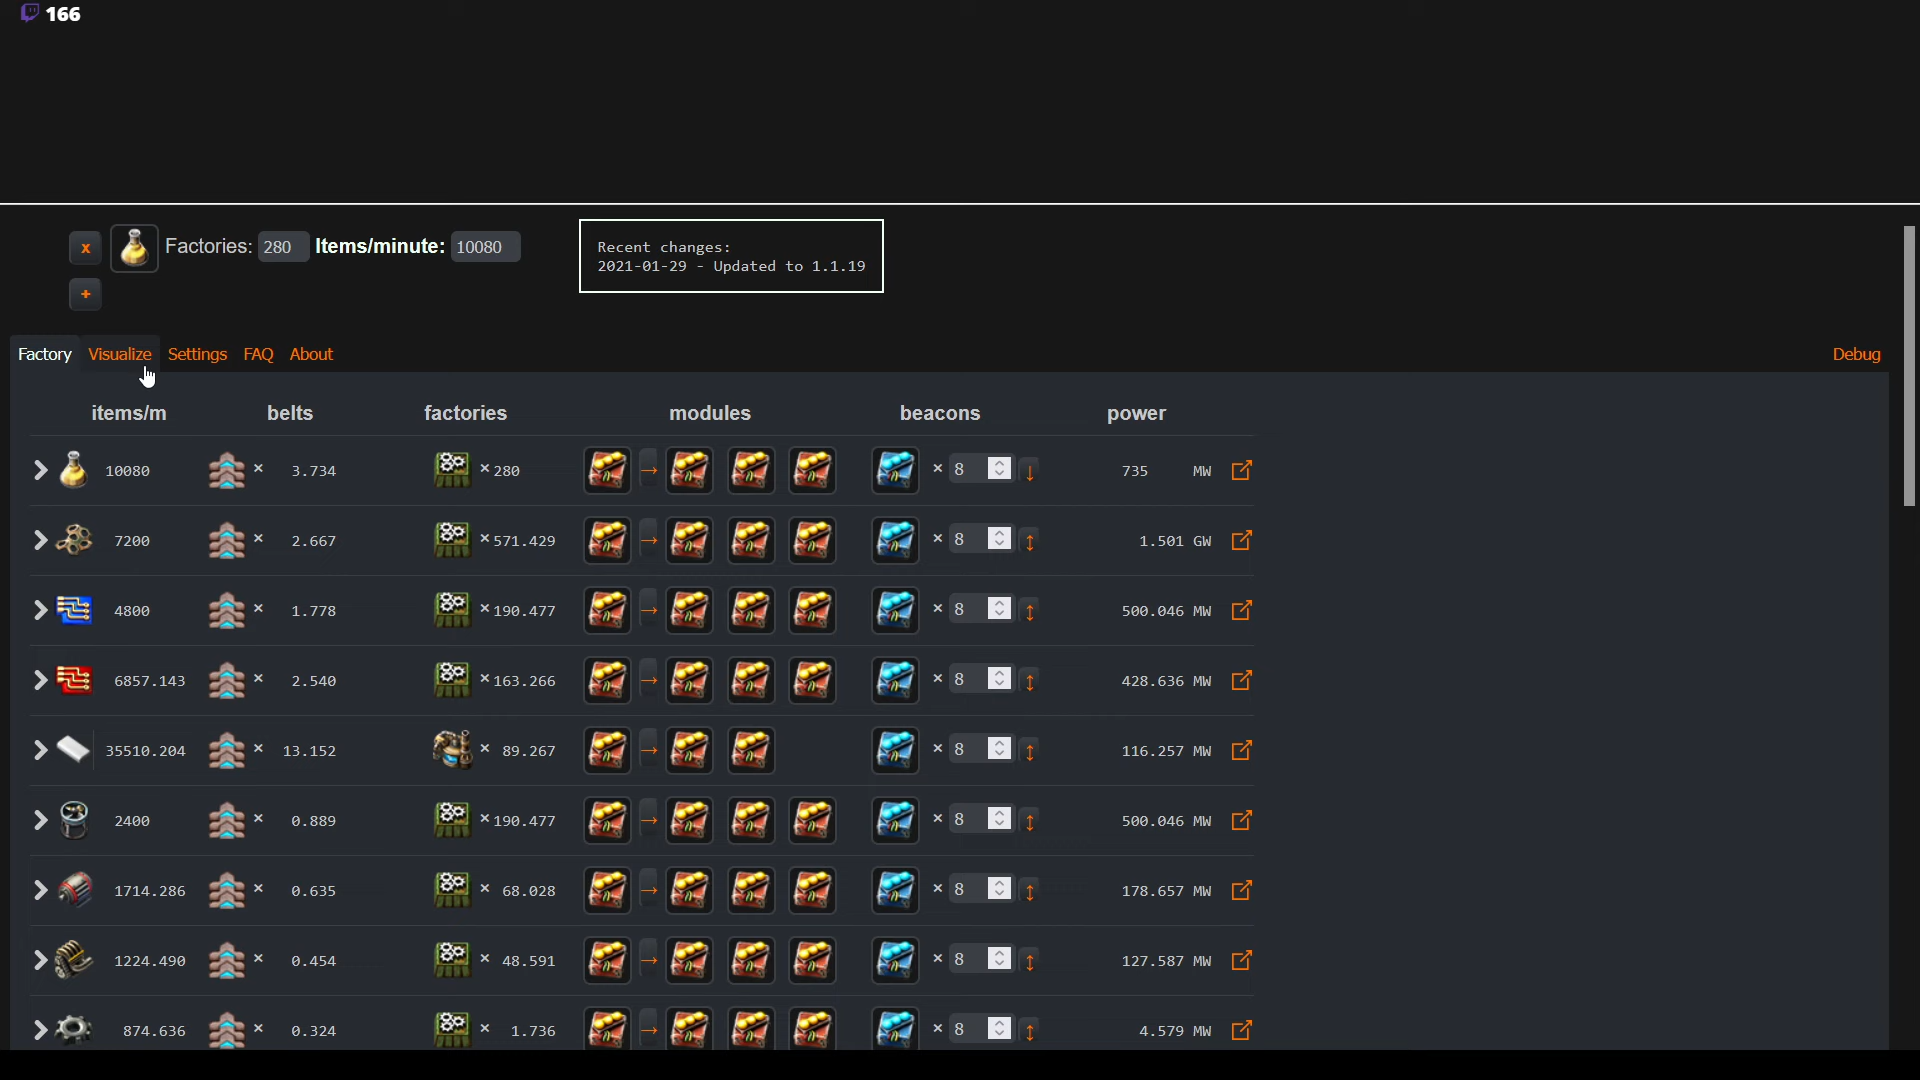 166
x Factories: 280 Items/minute: 10080
+
Recent changes:
2021-01-29 - Updated to 1.1.19
Factory Visualize Settings FAQ About Debug
items/m belts factories modules beacons power
10080 × 3.734 × 280 → × 8 ↓ 735 MW
7200 × 2.667 × 571.429 → × 8 ↕ 1.501 GW
4800 × 1.778 × 190.477 → × 8 ↕ 500.046 MW
6857.143 × 2.540 × 163.266 → × 8 ↕ 428.636 MW
35510.204 × 13.152 × 89.267 → × 8 ↕ 116.257 MW
2400 × 0.889 × 190.477 → × 8 ↕ 500.046 MW
1714.286 × 0.635 × 68.028 → × 8 ↕ 178.657 MW
1224.490 × 0.454 × 48.591 → × 8 ↕ 127.587 MW
874.636 × 0.324 × 1.736 → × 8 ↕ 4.579 MW